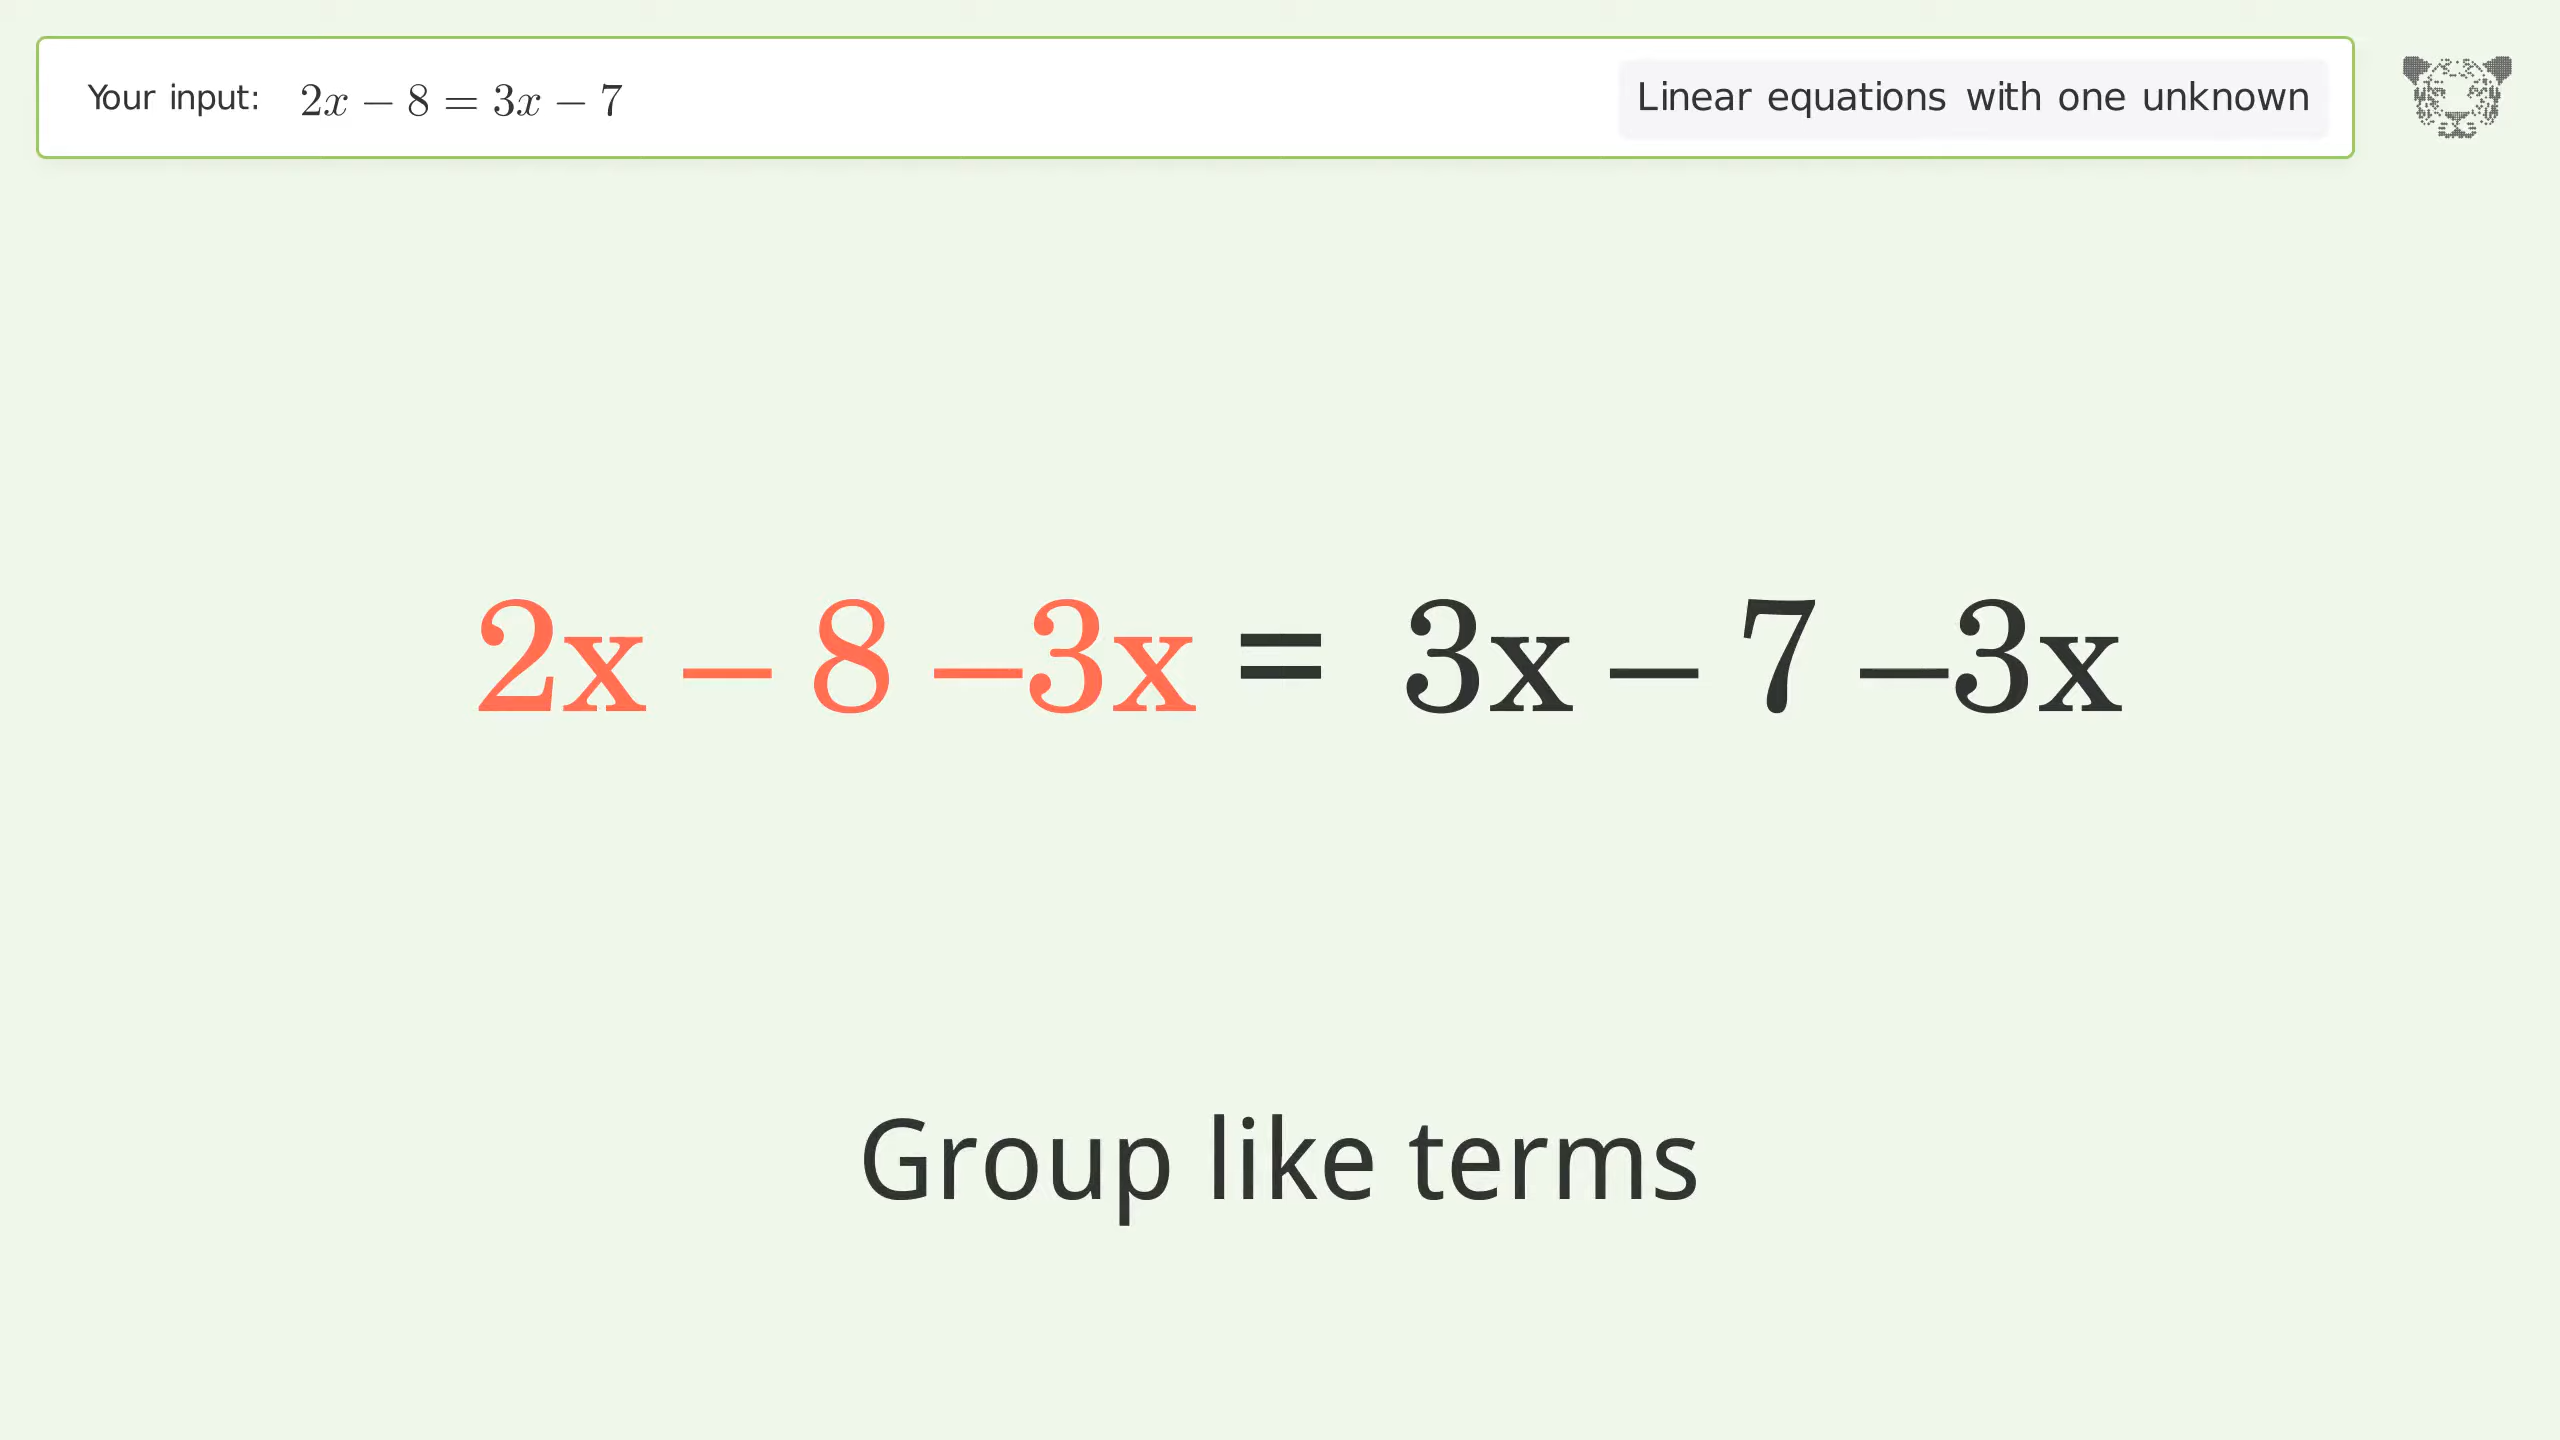 Your input: 2x − 8 = 3x − 7
Linear equations with one unknown
2x − 8 −3x = 3x − 7 −3x
Group like terms